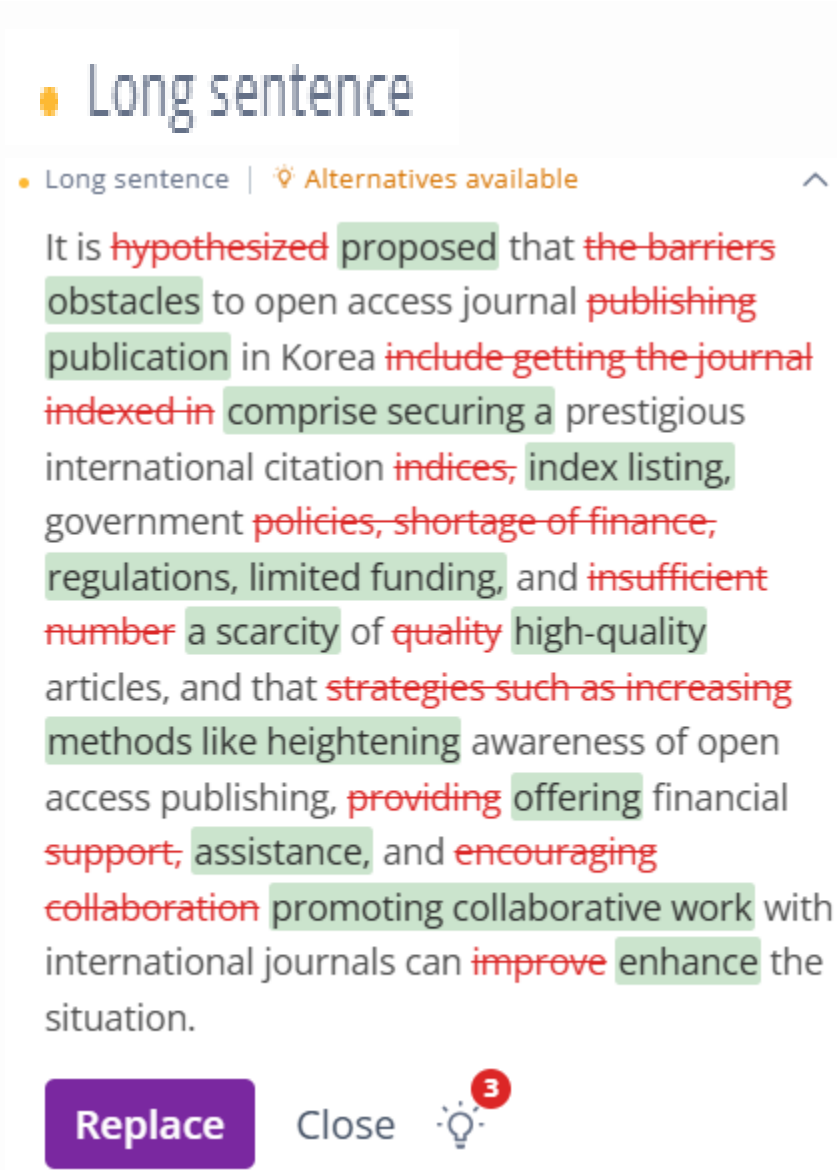 Long sentence
Long sentence | Alternatives available
It is hypothesized proposed that the barriers
obstacles to open access journal publishing
publication in Korea include getting the journal
indexed in comprise securing a prestigious
international citation indices, index listing,
government policies, shortage of finance,
regulations, limited funding, and insufficient
number a scarcity of quality high-quality
articles, and that strategies such as increasing
methods like heightening awareness of open
access publishing, providing offering financial
support, assistance, and encouraging
collaboration promoting collaborative work with
international journals can improve enhance the
situation.
Replace Close 3